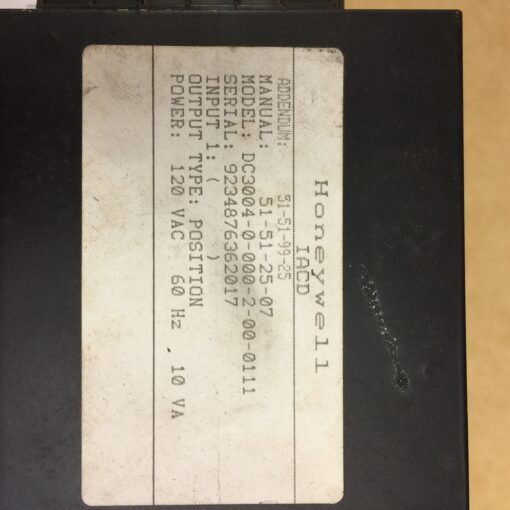 Honeywell
IACD
ADDENDUM: 51-51-99-25
MANUAL: 51-51-25-07
MODEL: DC3004-0-000-2-00-0111
SERIAL: 9234876362017
INPUT 1: ( )
OUTPUT TYPE: POSITION
POWER: 120 VAC 60 Hz . 10 VA